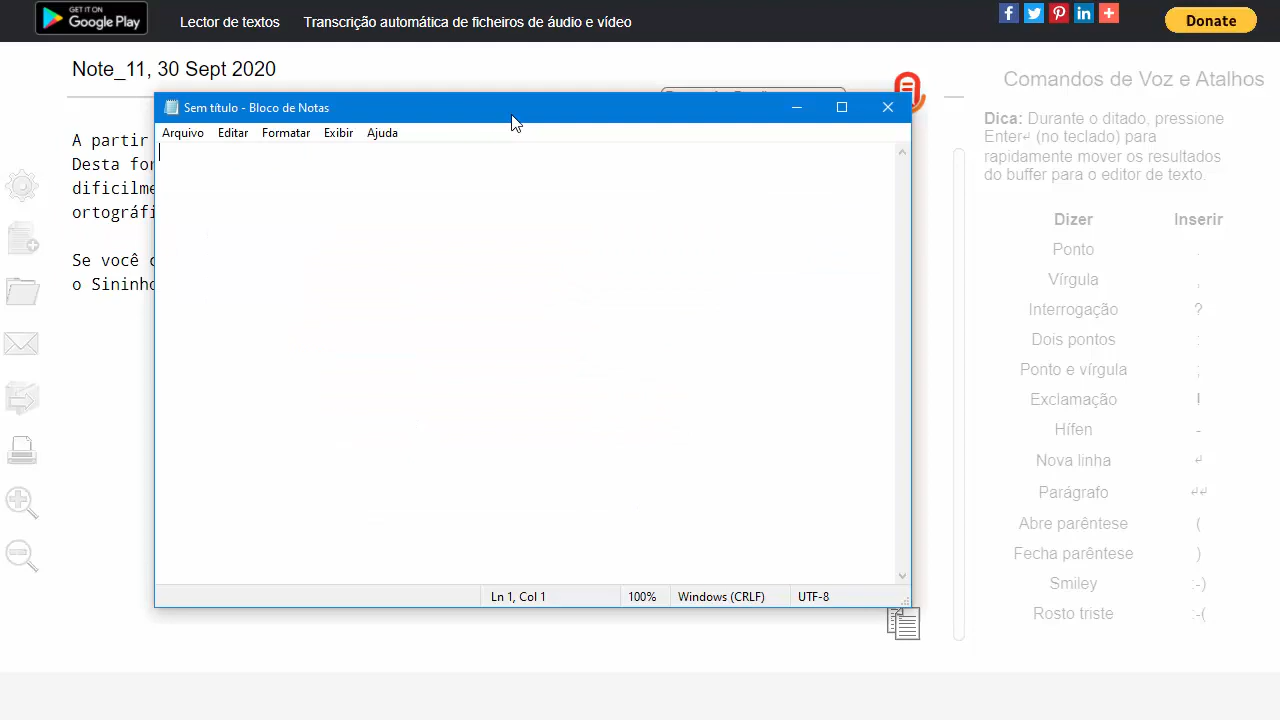 GET IT ON
Google Play
Lector de textos
Transcrição automática de ficheiros de áudio e vídeo
Donate
Note_11, 30 Sept 2020
Comandos de Voz e Atalhos
Sem título - Bloco de Notas
Arquivo Editar Formatar Exibir Ajuda
A partir
Desta
Se você
o
Dica: Durante o ditado, pressione
Enter↵ (no teclado) para
rapidamente mover os resultados
do buffer para o editor de texto.
Dizer Inserir
Ponto .
Vírgula ,
Interrogação ?
Dois pontos :
Ponto e vírgula ;
Exclamação !
Hífen -
Nova linha ↵
Parágrafo ↵↵
Abre parêntese (
Fecha parêntese )
Smiley :-)
Rosto triste :-(
Ln 1, Col 1 100% Windows (CRLF) UTF-8